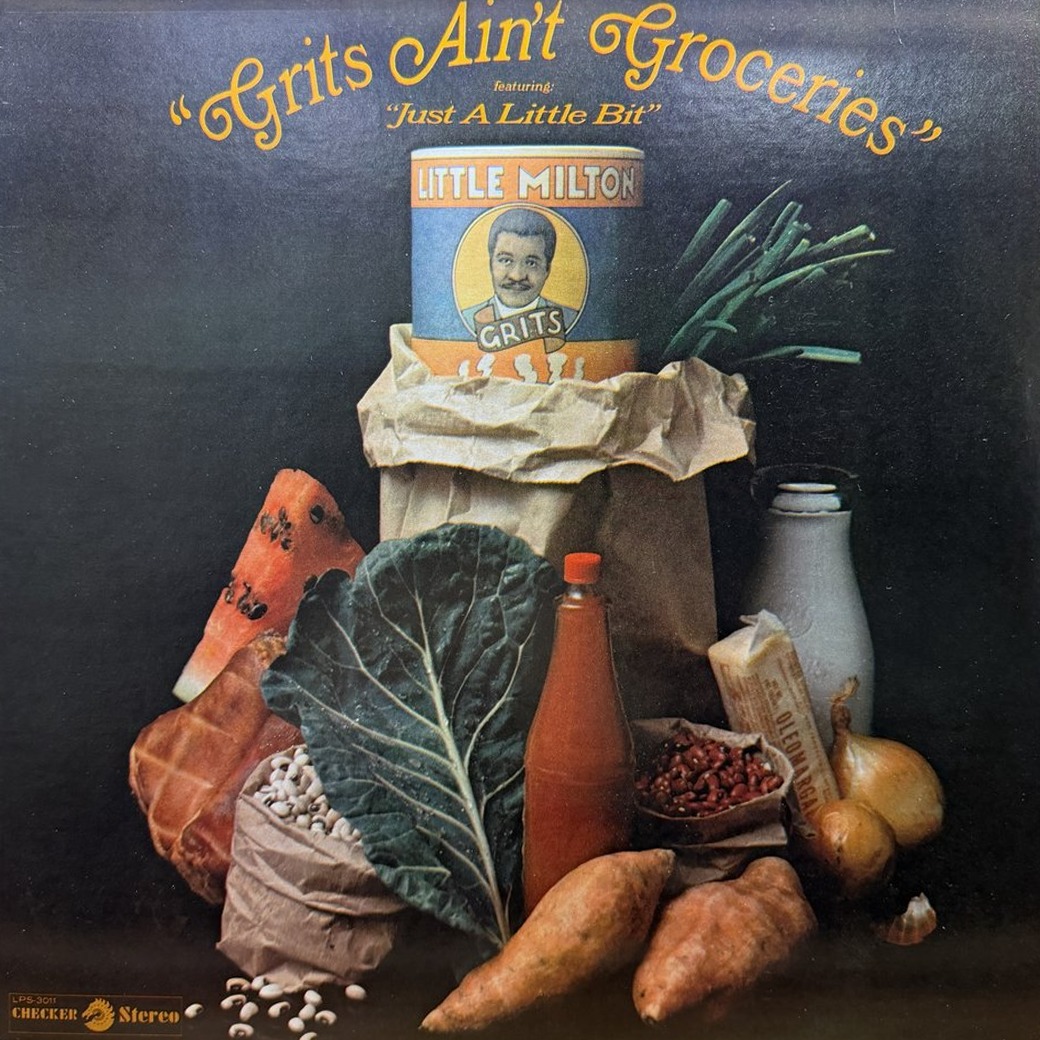 “Grits Ain't Groceries”
featuring:
“Just A Little Bit”
LITTLE MILTON
GRITS
OLEOMARGA
LPS-3011
CHECKER Stereo